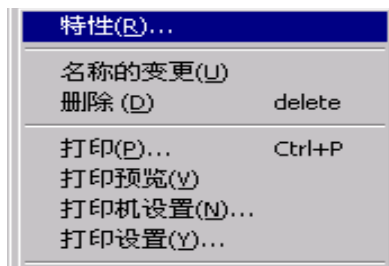 特性(R)...
名称的变更(U)
删除 (D) delete
打印(P)... Ctrl+P
打印预览(V)
打印机设置(N)...
打印设置(Y)...